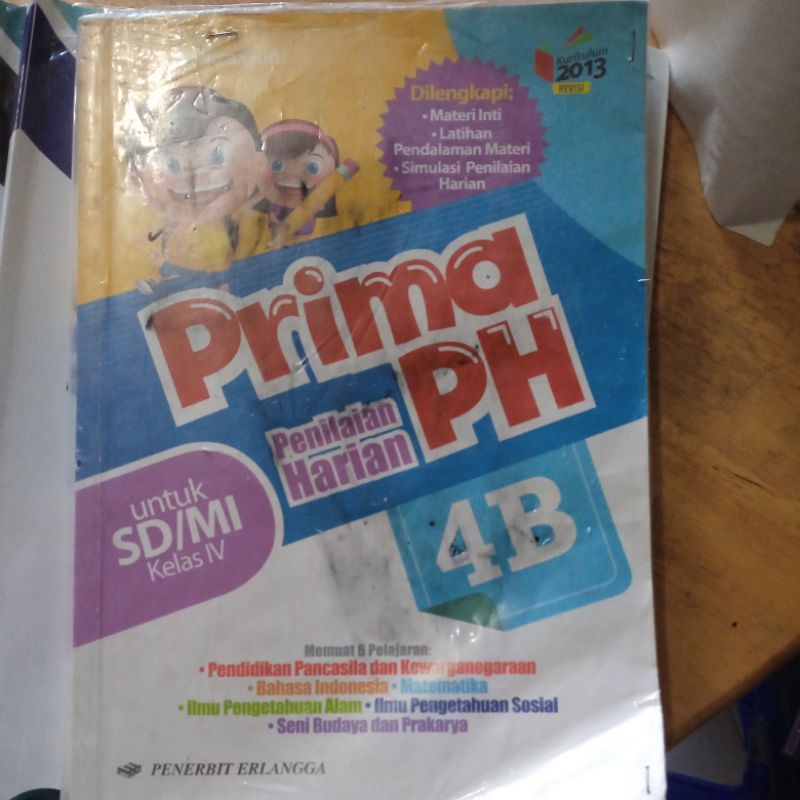 Kurikulum
2013
REVISI
Dilengkapi:
• Materi Inti
• Latihan
Pendalaman Materi
• Simulasi Penilaian
Harian
Prima
PH
Penilaian
Harian
untuk
SD/MI
Kelas IV
4B
Memuat 6 Pelajaran:
• Pendidikan Pancasila dan Kewarganegaraan
• Bahasa Indonesia • Matematika
• Ilmu Pengetahuan Alam • Ilmu Pengetahuan Sosial
• Seni Budaya dan Prakarya
PENERBIT ERLANGGA